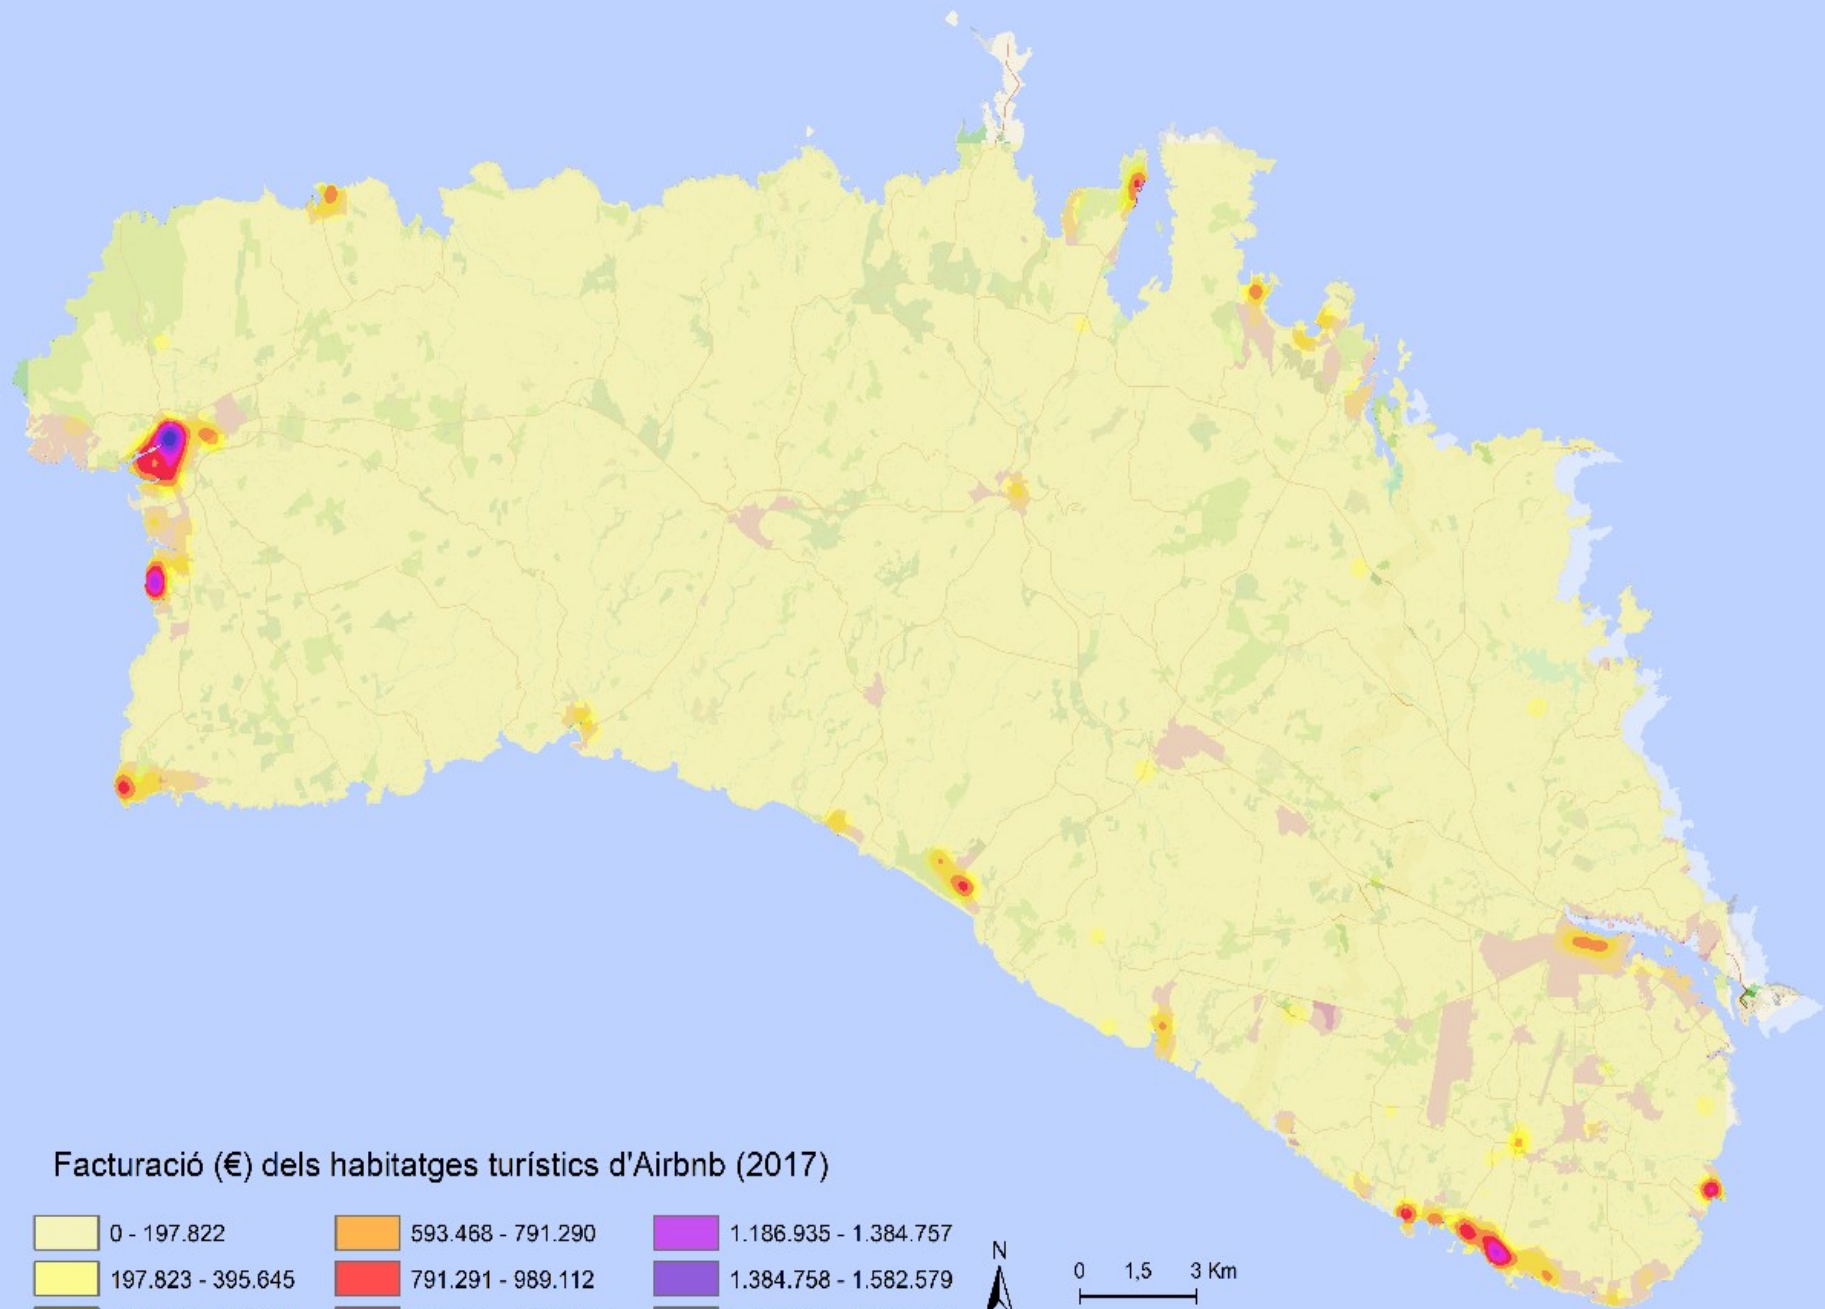 Facturació (€) dels habitatges turístics d'Airbnb (2017)
0 - 197.822
593.468 - 791.290
1.186.935 - 1.384.757
197.823 - 395.645
791.291 - 989.112
1.384.758 - 1.582.579
N
0 1,5 3 Km